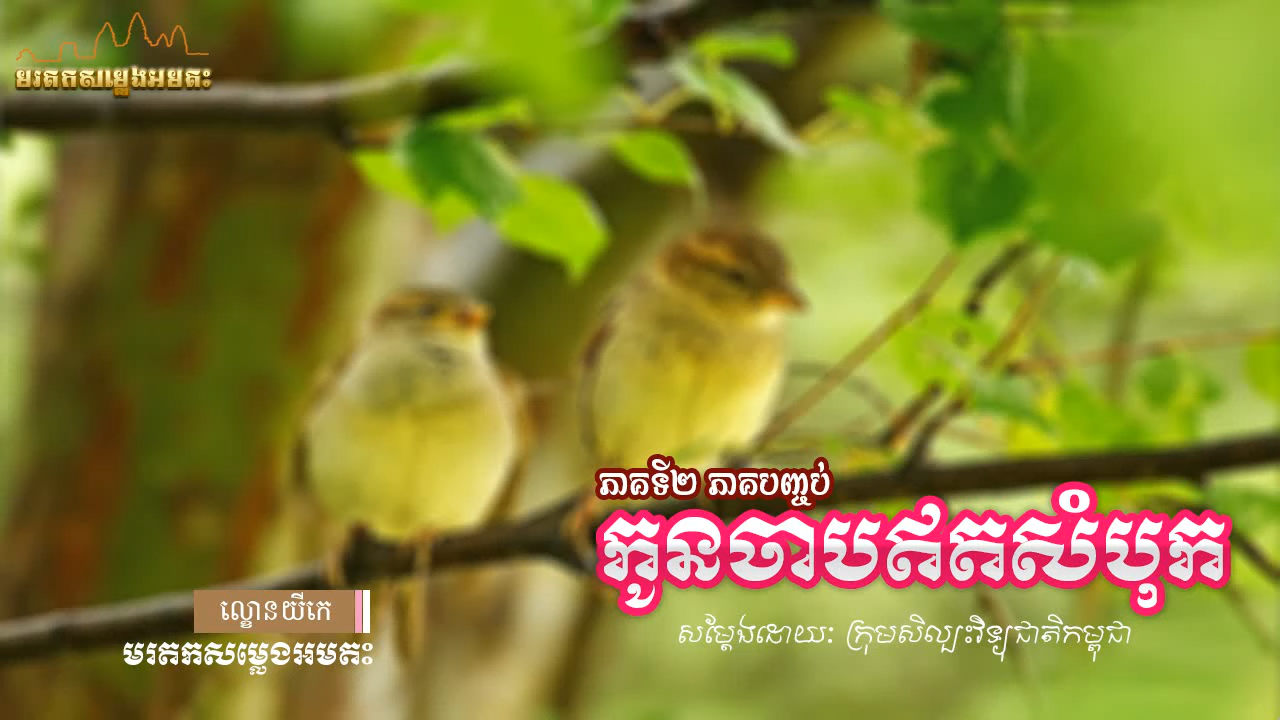 មរតកសម្លេងអមតះ
ភាគទី២ ភាគបញ្ចប់
កូនចាបឥតសំបុក
សម្ដែងដោយ: ក្រុមសិល្បះវិទ្យុជាតិកម្ពុជា
ល្ខោនយីកេ
មរតកសម្លេងអមតះ